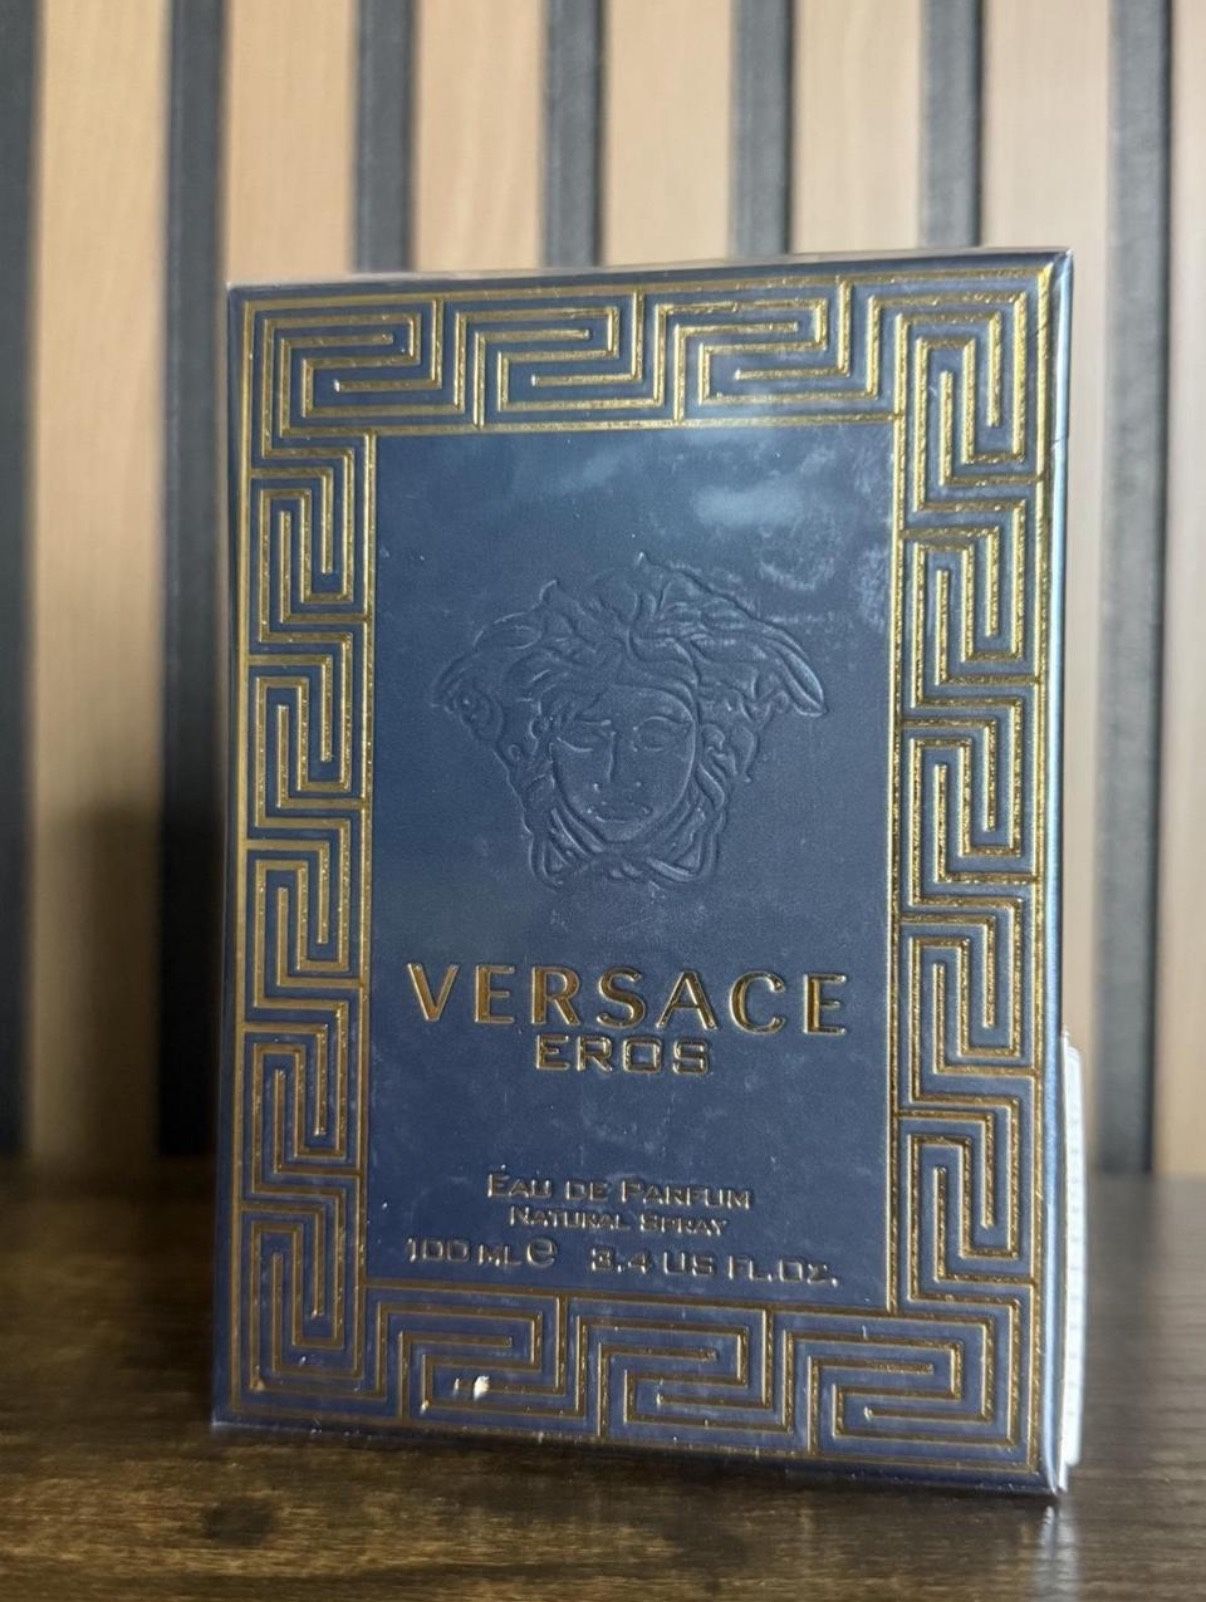 VERSACE
EROS
EAU DE PARFUM
NATURAL SPRAY
100 ML e 3.4 US FL.OZ.